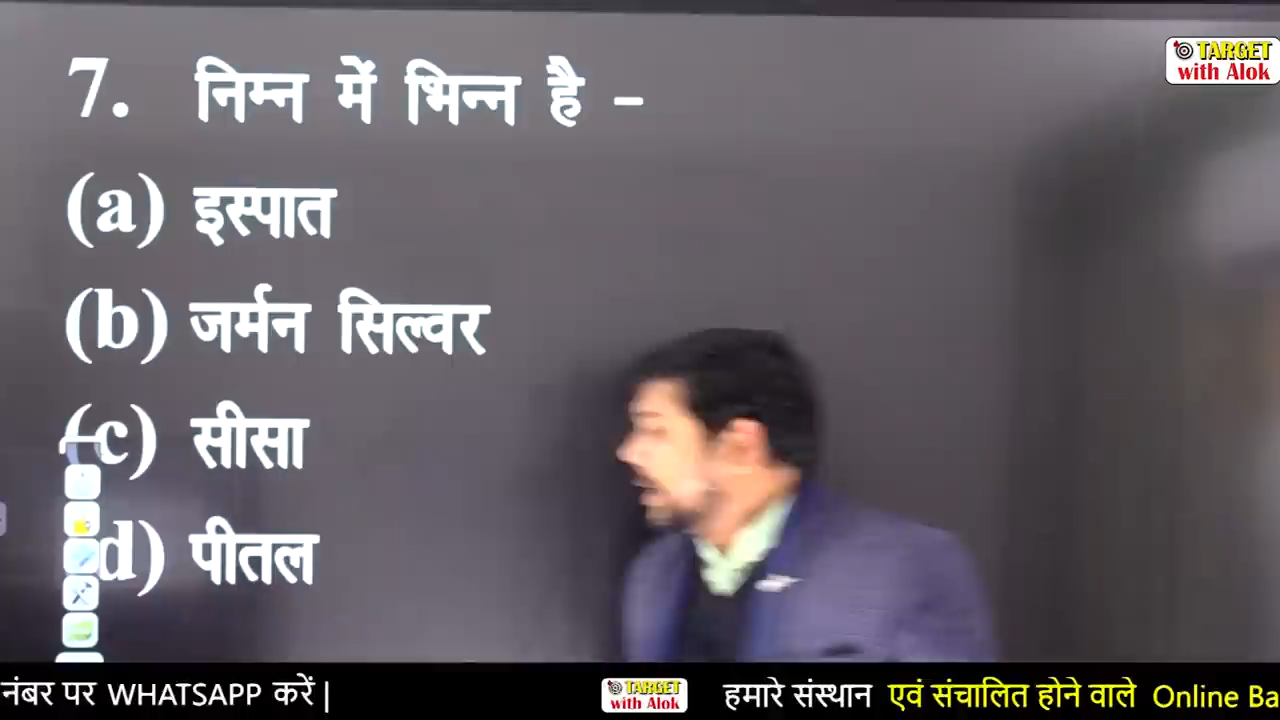 7. निम्न में भिन्न है –
TARGET
with Alok
(a) इस्पात
(b) जर्मन सिल्वर
(c) सीसा
d) पीतल
नंबर पर WHATSAPP करें |
TARGET
with Alok
हमारे संस्थान एवं संचालित होने वाले Online Ba